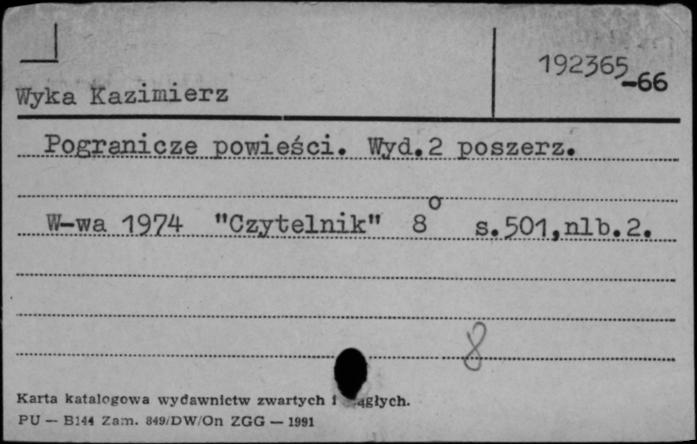 192365-66
Wyka Kazimierz
Pogranicze powieści. Wyd.2 poszerz.
W-wa 1974 "Czytelnik" 8° s.501,nlb.2.
8
Karta katalogowa wydawnictw zwartych i
PU — B144 Zam. 849/DW/On ZGG — 1991